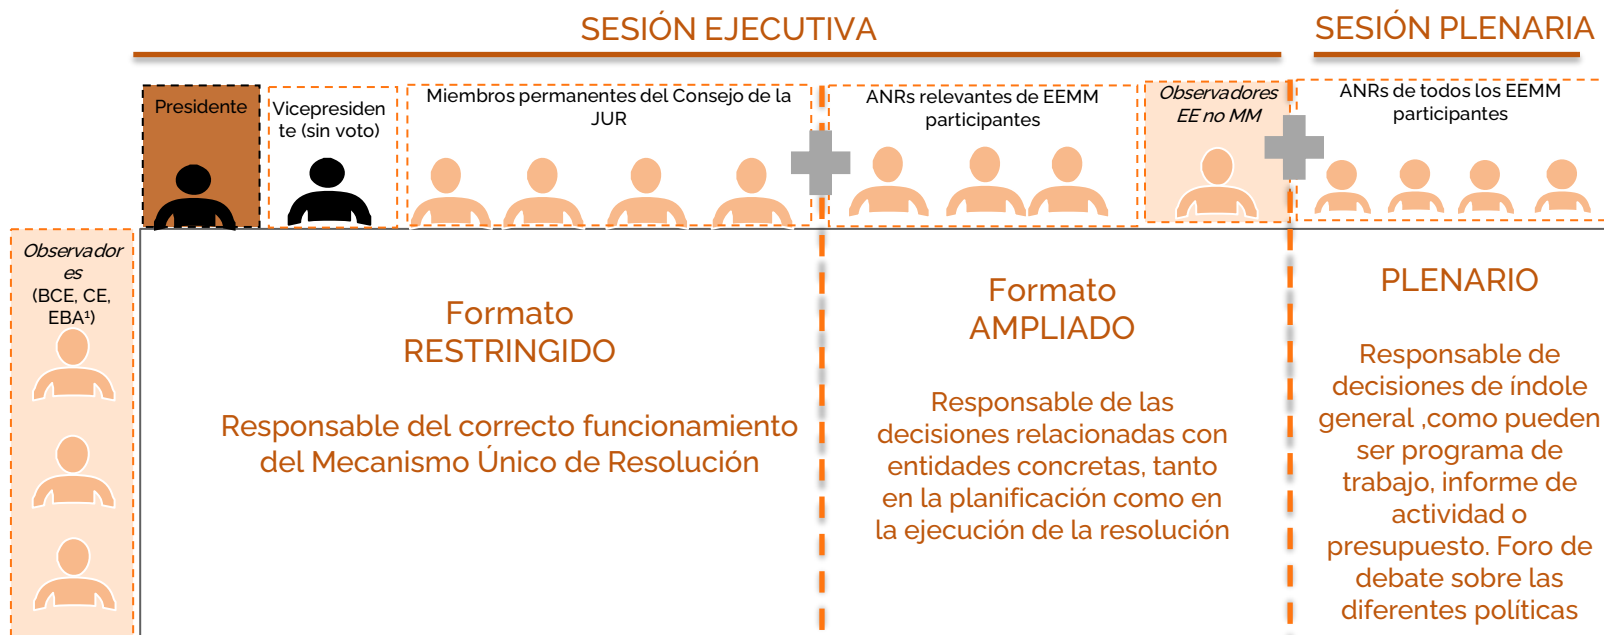 SESIÓN EJECUTIVA
SESIÓN PLENARIA
Presidente
Vicepresiden
te (sin voto)
Miembros permanentes del Consejo de la
JUR
ANRs relevantes de EEMM
participantes
Observadores
EE no MM
ANRs de todos los EEMM
participantes
Observador
es
(BCE, CE,
EBA¹)
Formato
RESTRINGIDO
Responsable del correcto funcionamiento
del Mecanismo Único de Resolución
Formato
AMPLIADO
Responsable de las
decisiones relacionadas con
entidades concretas, tanto
en la planificación como en
la ejecución de la resolución
PLENARIO
Responsable de
decisiones de índole
general ,como pueden
ser programa de
trabajo, informe de
actividad o
presupuesto. Foro de
debate sobre las
diferentes políticas